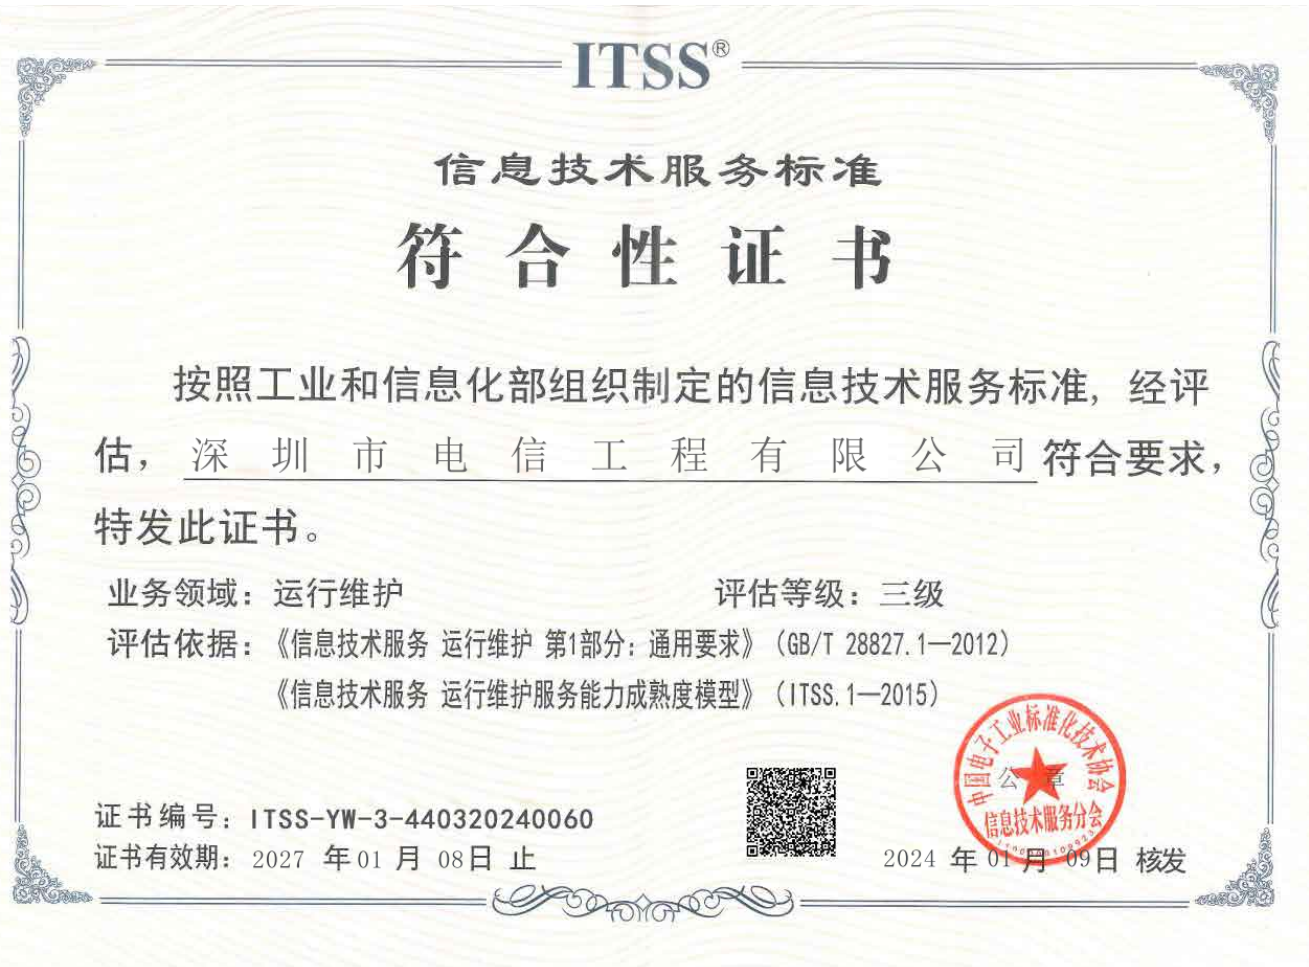 ITSS®
信息技术服务标准
符合性证书
按照工业和信息化部组织制定的信息技术服务标准, 经评
估, 深圳市电信工程有限公司符合要求,
特发此证书。
业务领域: 运行维护 评估等级: 三级
评估依据: 《信息技术服务 运行维护 第1部分: 通用要求》(GB/T 28827.1—2012)
《信息技术服务 运行维护服务能力成熟度模型》(ITSS.1—2015)
中国电子工业标准化技术协会
公章
信息技术服务分会
证书编号: ITSS-YW-3-440320240060
证书有效期: 2027 年 01 月 08日 止
2024 年 01 月 09日 核发